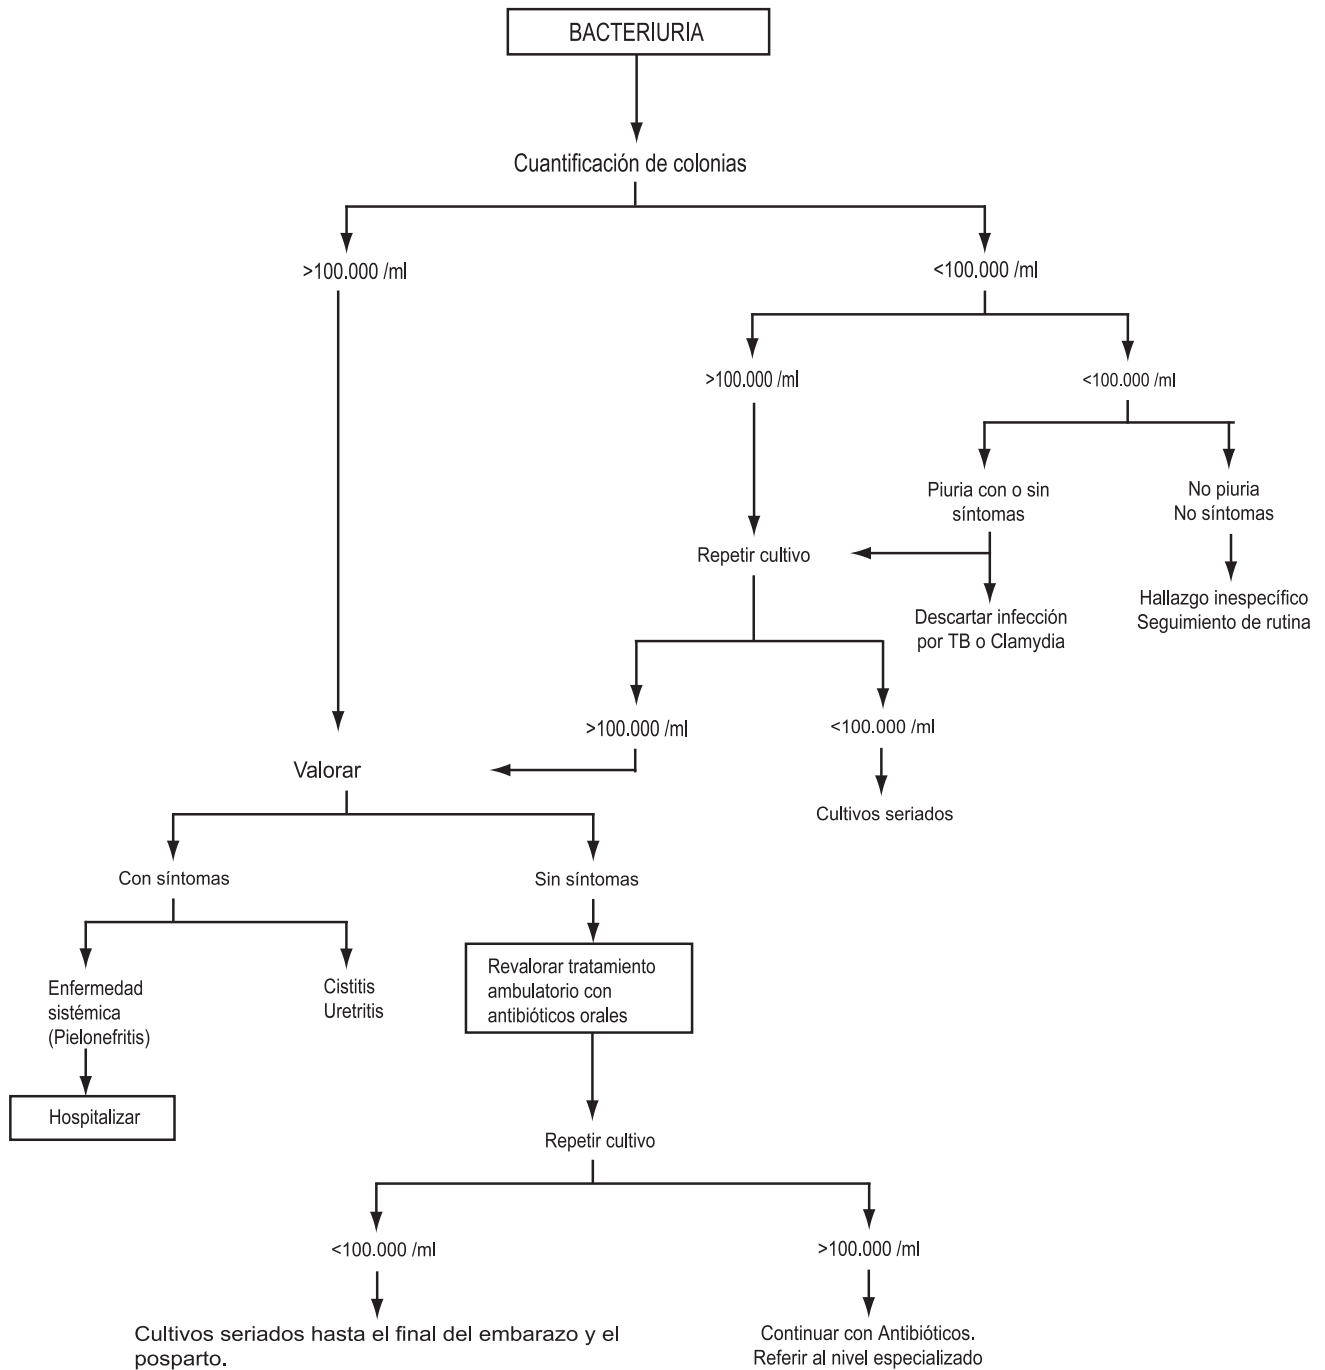 BACTERIURIA
Cuantificación de colonias
>100.000 /ml
<100.000 /ml
>100.000 /ml
<100.000 /ml
Piuria con o sin
síntomas
No piuria
No síntomas
Repetir cultivo
Descartar infección
por TB o Clamydia
Hallazgo inespecífico
Seguimiento de rutina
>100.000 /ml
<100.000 /ml
Valorar
Cultivos seriados
Con síntomas
Sin síntomas
Enfermedad
sistémica
(Pielonefritis)
Cistitis
Uretritis
Revalorar tratamiento
ambulatorio con
antibióticos orales
Hospitalizar
Repetir cultivo
<100.000 /ml
>100.000 /ml
Cultivos seriados hasta el final del embarazo y el
posparto.
Continuar con Antibióticos.
Referir al nivel especializado